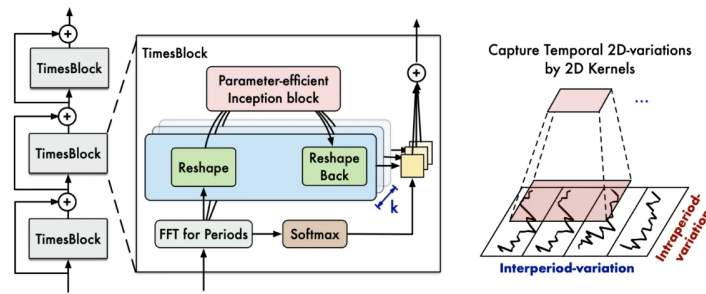 TimesBlock
TimesBlock
TimesBlock
TimesBlock
Parameter-efficient
Inception block
Reshape
Reshape
Back
k
FFT for Periods
Softmax
Capture Temporal 2D-variations
by 2D Kernels
...
Interperiod-variation
Intraperiod-
variation